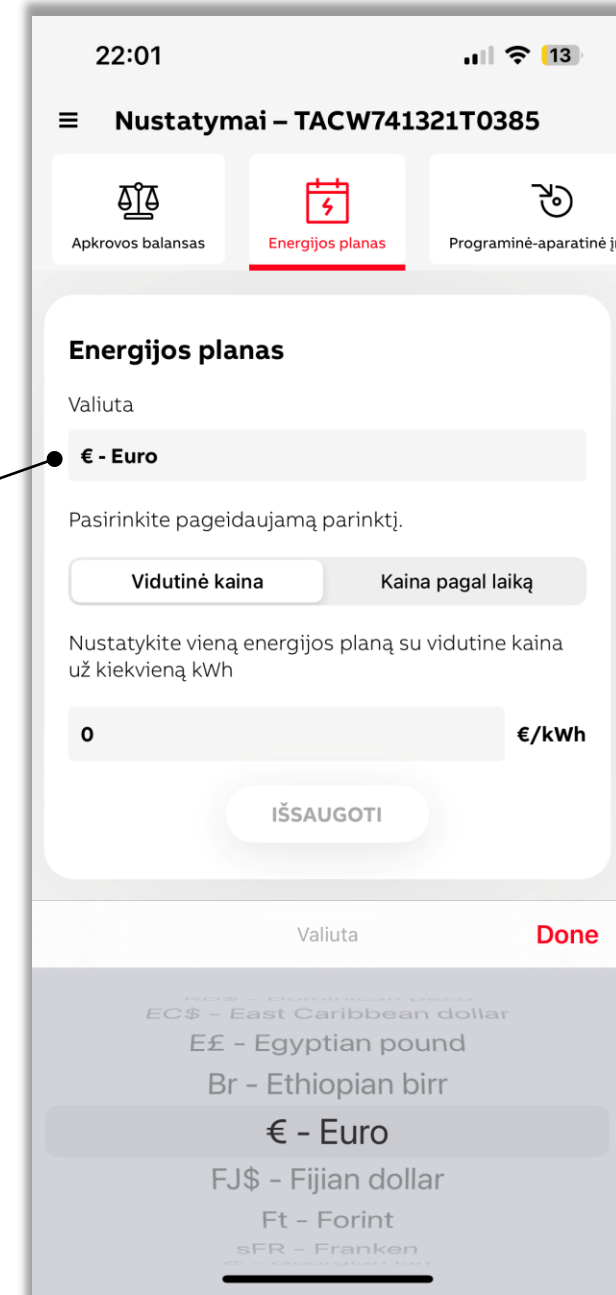 22:01
13
Nustatymai – TACW741321T0385
Apkrovos balansas
Energijos planas
Programinė-aparatinė
Energijos planas
Valiuta
€ - Euro
Pasirinkite pageidaujamą parinktį.
Vidutinė kaina
Kaina pagal laiką
Nustatykite vieną energijos planą su vidutine kaina
už kiekvieną kWh
0
€/kWh
IŠSAUGOTI
Valiuta
Done
EC$ – East Caribbean dollar
E£ – Egyptian pound
Br – Ethiopian birr
€ – Euro
FJ$ – Fijian dollar
Ft – Forint
sFR – Franken